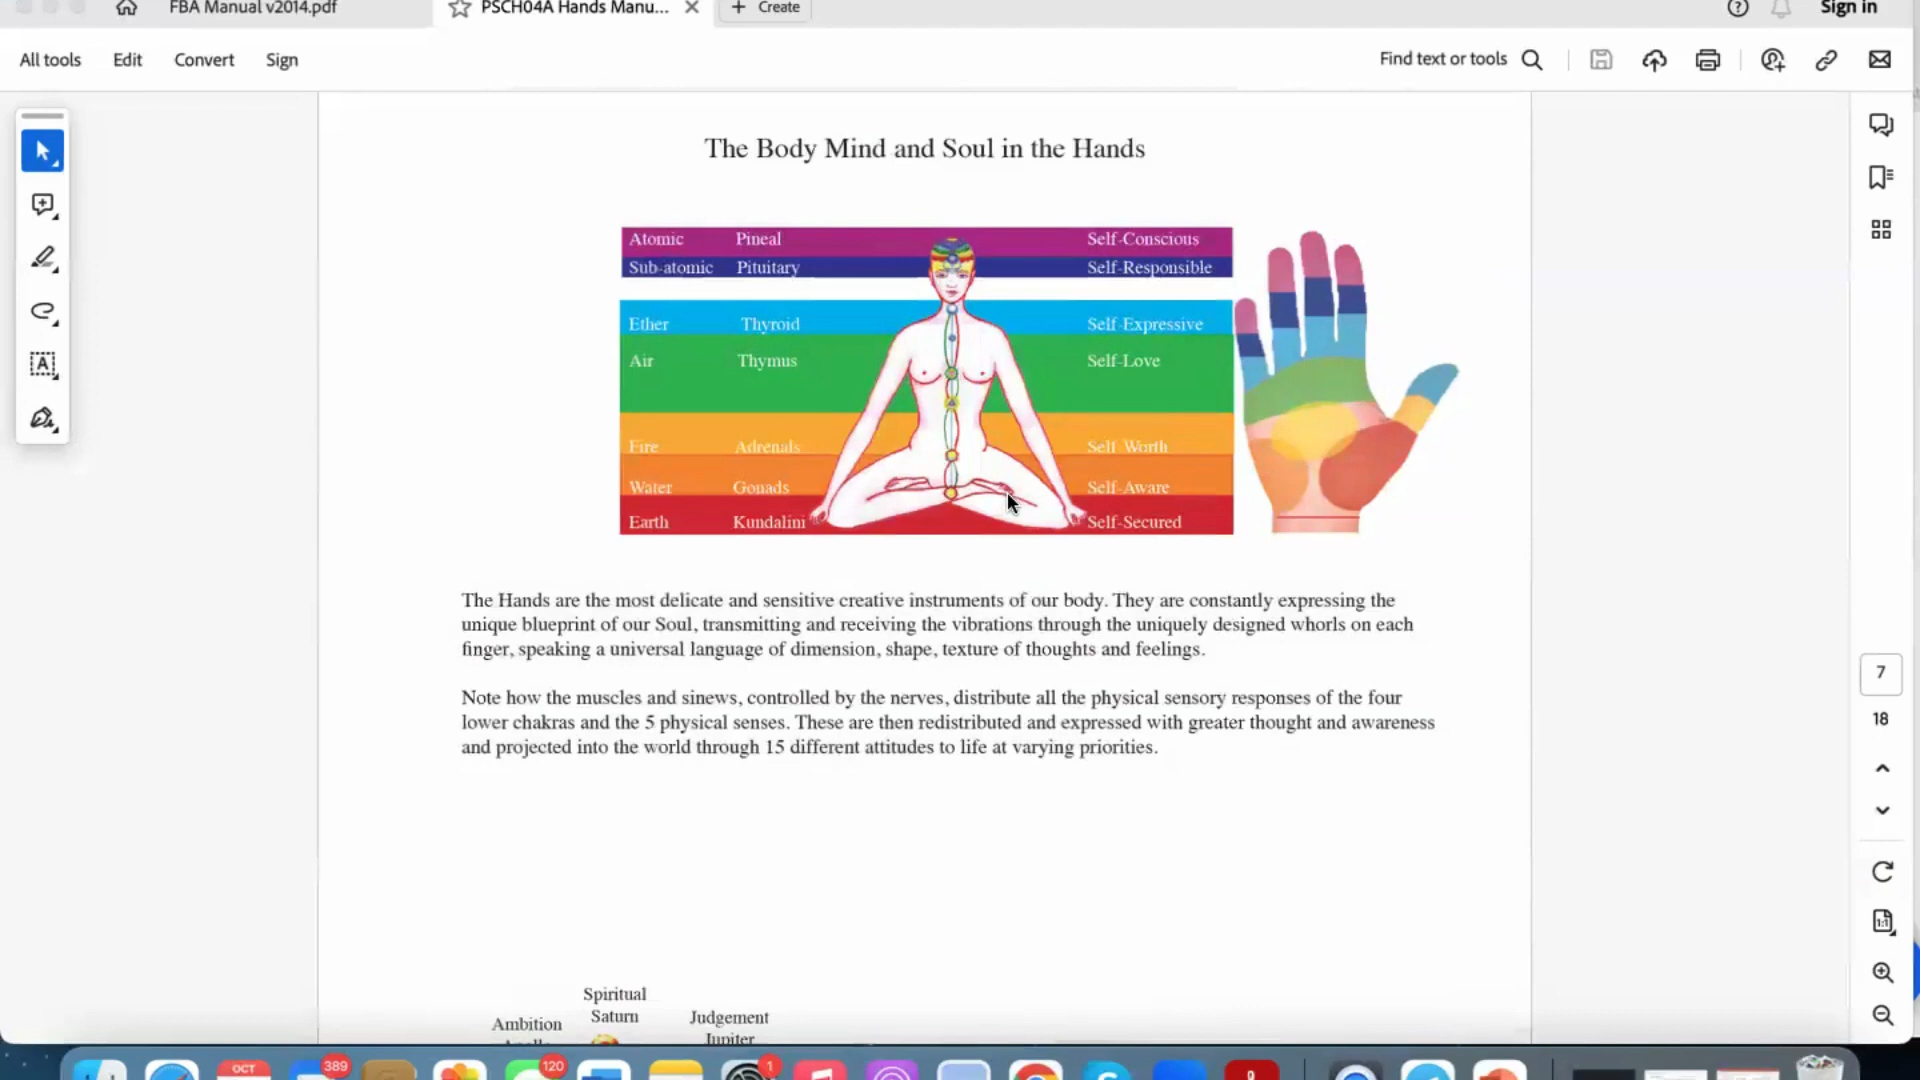 FBA Manual v2014.pdf
PSCH04A Hands Manu...
Create
Sign in
All tools
Edit
Convert
Sign
Find text or tools
The Body Mind and Soul in the Hands
Atomic Pineal Self-Conscious
Sub-atomic Pituitary Self-Responsible
Ether Thyroid Self-Expressive
Air Thymus Self-Love
Fire Adrenals Self-Worth
Water Gonads Self-Aware
Earth Kundalini Self-Secured
The Hands are the most delicate and sensitive creative instruments of our body. They are constantly expressing the
unique blueprint of our Soul, transmitting and receiving the vibrations through the uniquely designed whorls on each
finger, speaking a universal language of dimension, shape, texture of thoughts and feelings.
Note how the muscles and sinews, controlled by the nerves, distribute all the physical sensory responses of the four
lower chakras and the 5 physical senses. These are then redistributed and expressed with greater thought and awareness
and projected into the world through 15 different attitudes to life at varying priorities.
7
18
1:1
Spiritual
Saturn
Ambition
Apollo
Judgement
Jupiter
OCT
389
120
1